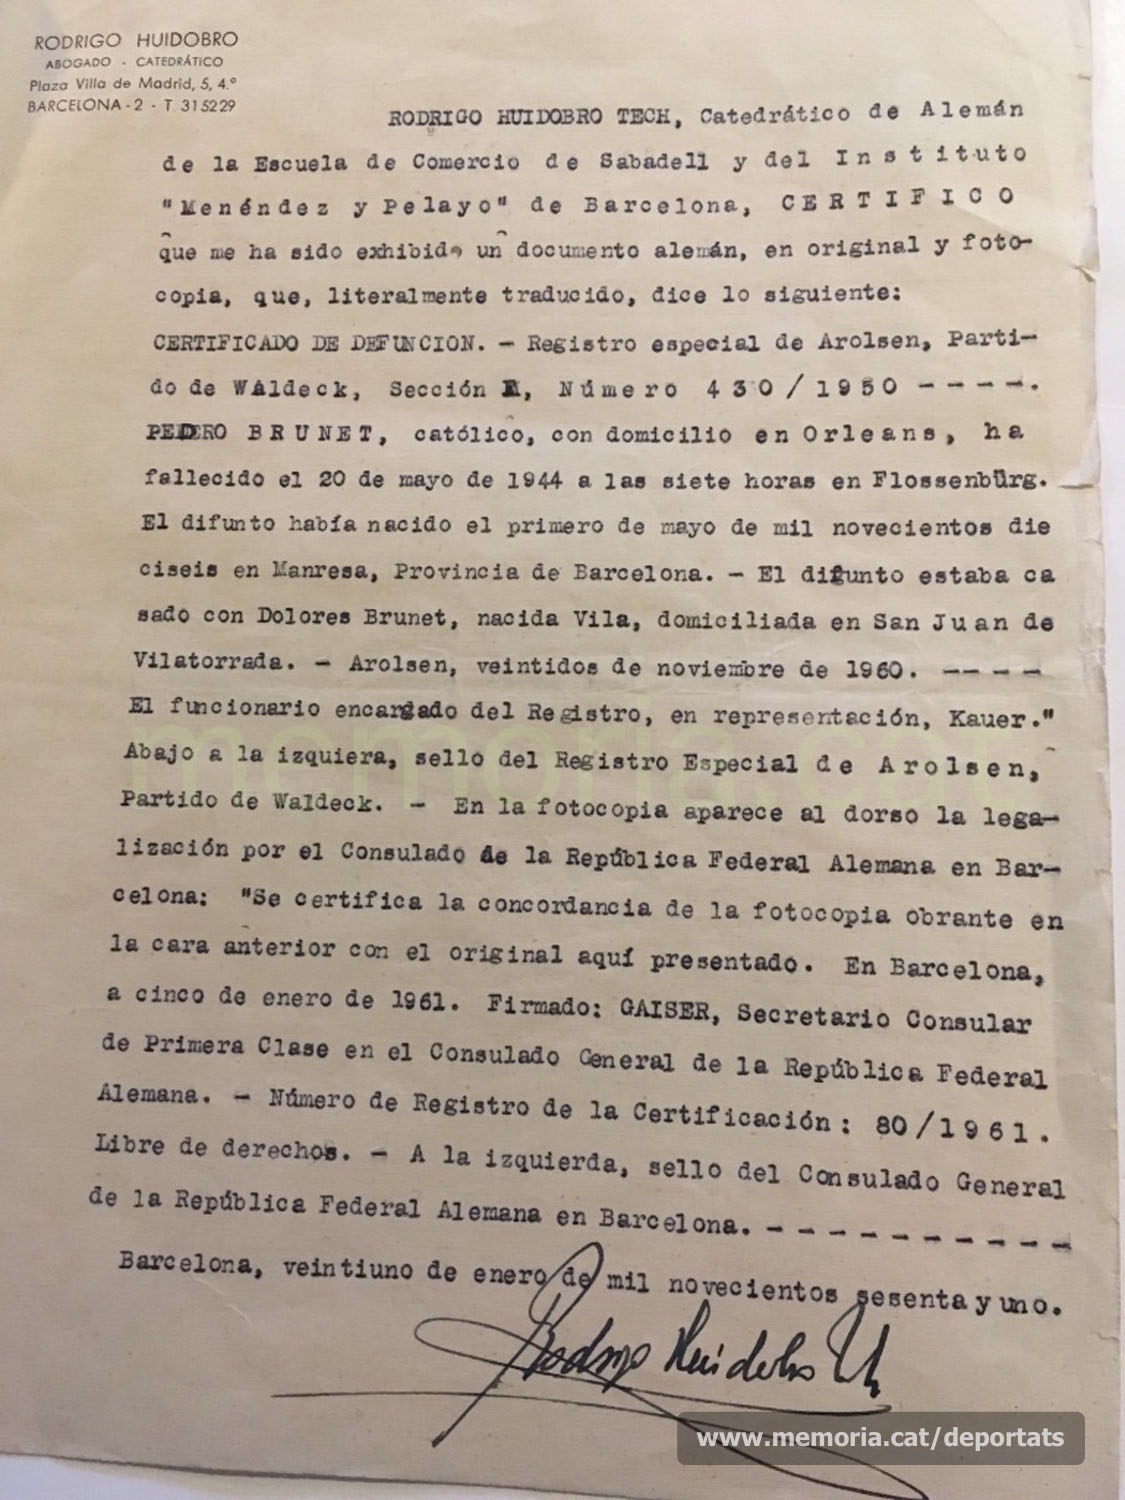 RODRIGO HUIDOBRO
ABOGADO - CATEDRÁTICO
Plaza Villa de Madrid, 5, 4.º
BARCELONA - 2 - T. 315229
RODRIGO HUIDOBRO TECH, Catedrático de Alemán
de la Escuela de Comercio de Sabadell y del Instituto
"Menéndez y Pelayo" de Barcelona, CERTIFICO
que me ha sido exhibido un documento alemán, en original y foto-
copia, que, literalmente traducido, dice lo siguiente:
CERTIFICADO DE DEFUNCION. - Registro especial de Arolsen, Parti-
do de Waldeck, Sección , Número 430/1950 ----.
PEDRO BRUNET, católico, con domicilio en Orleans, ha
fallecido el 20 de mayo de 1944 a las siete horas en Flossenbürg.
El difunto había nacido el primero de mayo de mil novecientos die
ciseis en Manresa, Provincia de Barcelona. - El difunto estaba ca
sado con Dolores Brunet, nacida Vila, domiciliada en San Juan de
Vilatorrada. - Arolsen, veintidos de noviembre de 1960. ----
El funcionario encargado del Registro, en representación, Kauer."
Abajo a la izquiera, sello del Registro Especial de Arolsen,
Partido de Waldeck. - En la fotocopia aparece al dorso la lega-
lización por el Consulado de la República Federal Alemana en Bar-
celona: "Se certifica la concordancia de la fotocopia obrante en
la cara anterior con el original aquí presentado. En Barcelona,
a cinco de enero de 1961. Firmado: GAISER, Secretario Consular
de Primera Clase en el Consulado General de la República Federal
Alemana. - Número de Registro de la Certificación: 80/1961.
Libre de derechos. - A la izquierda, sello del Consulado General
de la República Federal Alemana en Barcelona. - - - - - - - - - - -
Barcelona, veintiuno de enero de mil novecientos sesenta y uno.
Rodrigo Huidobro
memoria.cat
www.memoria.cat/deportats